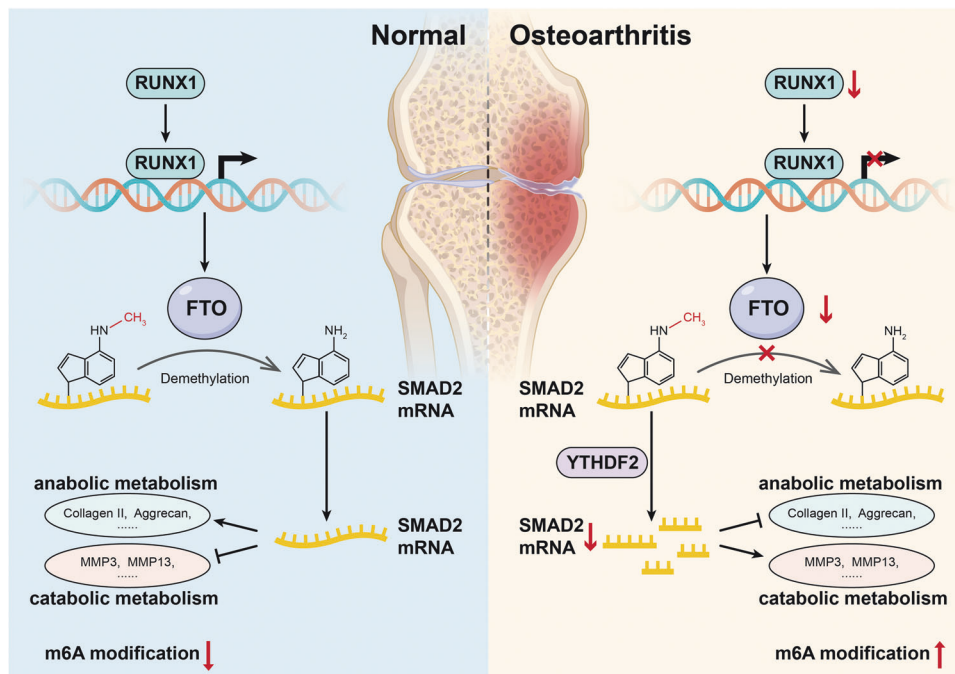 Normal
RUNX1
RUNX1
FTO
HN
CH3
NH2
Demethylation
SMAD2
mRNA
anabolic metabolism
Collagen II, Aggrecan,
......
MMP3, MMP13,
......
catabolic metabolism
SMAD2
mRNA
m6A modification
Osteoarthritis
RUNX1
RUNX1
FTO
HN
CH3
NH2
SMAD2
mRNA
Demethylation
YTHDF2
SMAD2
mRNA
anabolic metabolism
Collagen II, Aggrecan,
......
MMP3, MMP13,
......
catabolic metabolism
m6A modification